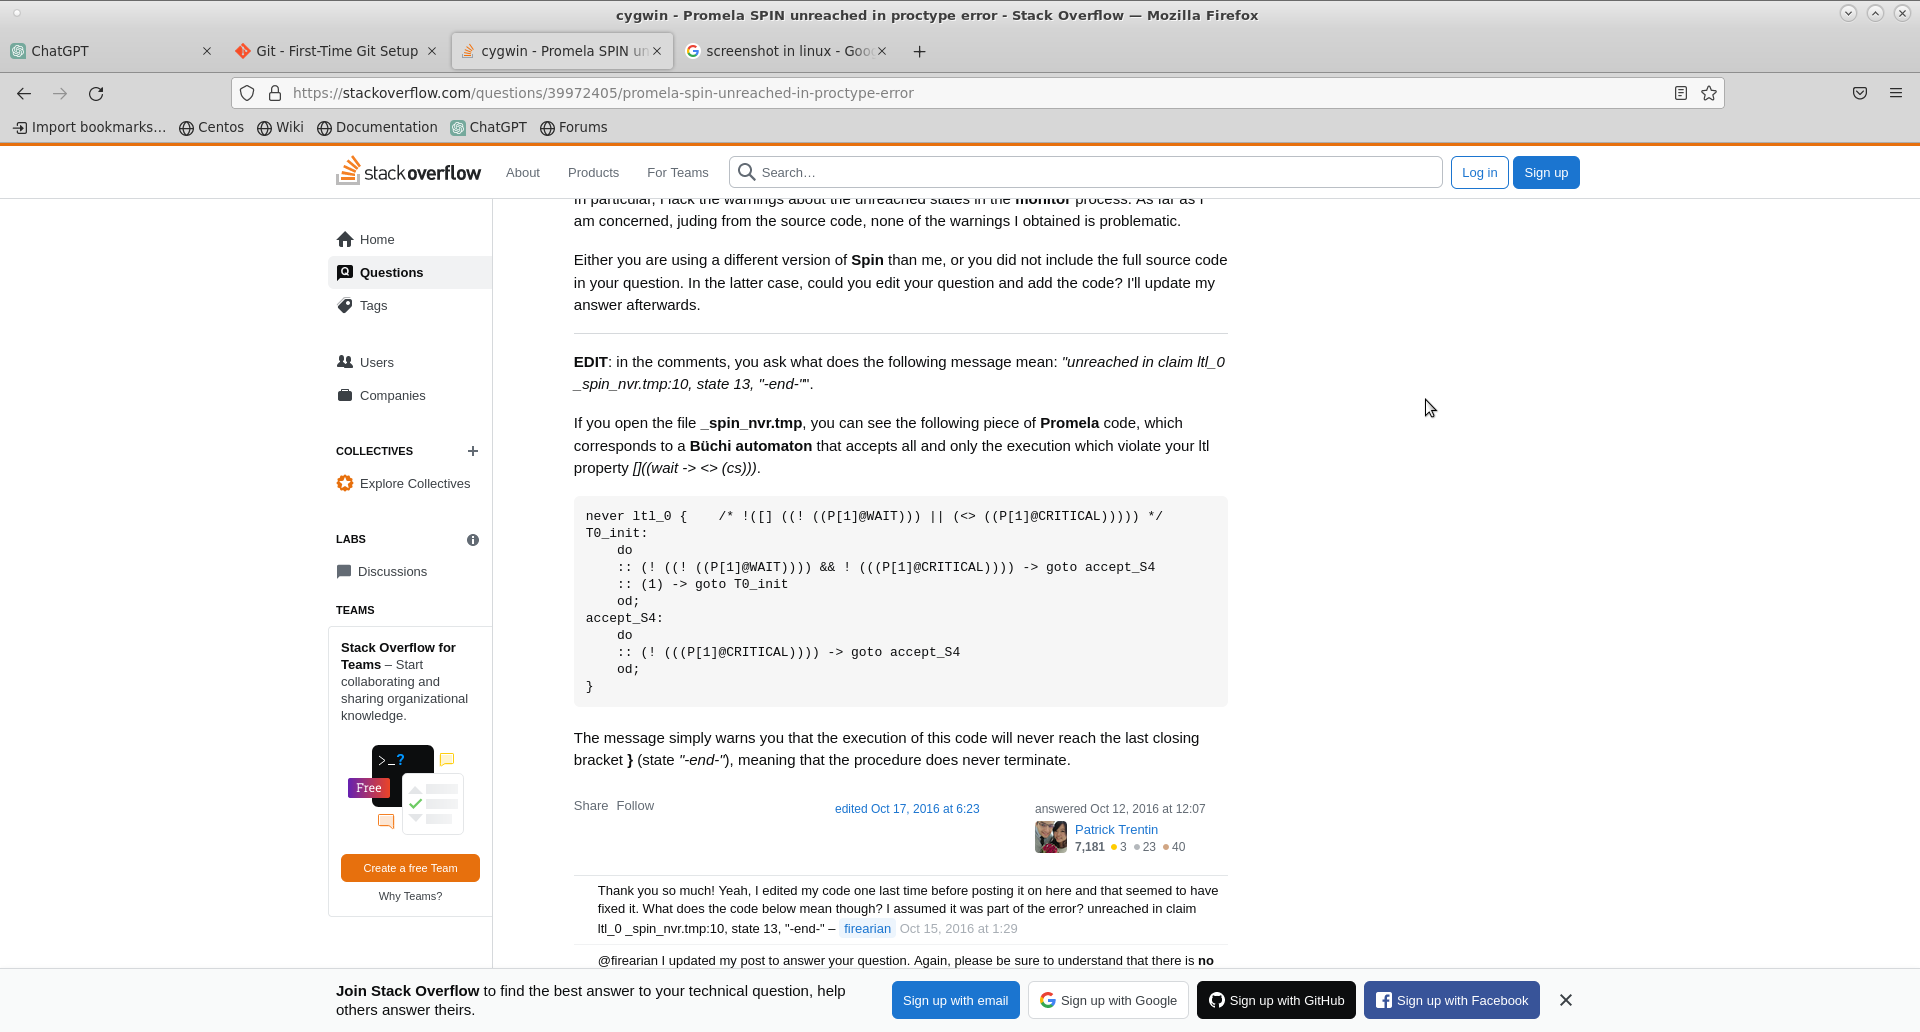 cygwin - Promela SPIN unreached in proctype error - Stack Overflow — Mozilla Firefox
ChatGPT
Git - First-Time Git Setup
cygwin - Promela SPIN un
screenshot in linux - Goo
https://stackoverflow.com/questions/39972405/promela-spin-unreached-in-proctype-error
Import bookmarks… Centos Wiki Documentation ChatGPT Forums
stackoverflow About Products For Teams Search… Log in Sign up
Home
Questions
Tags
Users
Companies
COLLECTIVES
Explore Collectives
LABS
Discussions
TEAMS
Stack Overflow for
Teams – Start
collaborating and
sharing organizational
knowledge.
>_?
Free
Create a free Team
Why Teams?
In particular, I lack the warnings about the unreached states in the monitor process. As far as I
am concerned, juding from the source code, none of the warnings I obtained is problematic.
Either you are using a different version of Spin than me, or you did not include the full source code
in your question. In the latter case, could you edit your question and add the code? I'll update my
answer afterwards.
EDIT: in the comments, you ask what does the following message mean: "unreached in claim ltl_0
_spin_nvr.tmp:10, state 13, "-end-"".
If you open the file _spin_nvr.tmp, you can see the following piece of Promela code, which
corresponds to a Büchi automaton that accepts all and only the execution which violate your ltl
property []((wait -> <> (cs))).
never ltl_0 {    /* !([] ((! ((P[1]@WAIT))) || (<> ((P[1]@CRITICAL))))) */
T0_init:
    do
    :: (! ((! ((P[1]@WAIT)))) && ! (((P[1]@CRITICAL)))) -> goto accept_S4
    :: (1) -> goto T0_init
    od;
accept_S4:
    do
    :: (! (((P[1]@CRITICAL)))) -> goto accept_S4
    od;
}
The message simply warns you that the execution of this code will never reach the last closing
bracket } (state "-end-"), meaning that the procedure does never terminate.
Share Follow
edited Oct 17, 2016 at 6:23
answered Oct 12, 2016 at 12:07
Patrick Trentin
7,181 3 23 40
Thank you so much! Yeah, I edited my code one last time before posting it on here and that seemed to have
fixed it. What does the code below mean though? I assumed it was part of the error? unreached in claim
ltl_0 _spin_nvr.tmp:10, state 13, "-end-" – firearian Oct 15, 2016 at 1:29
@firearian I updated my post to answer your question. Again, please be sure to understand that there is no
Join Stack Overflow to find the best answer to your technical question, help
others answer theirs.
Sign up with email
Sign up with Google
Sign up with GitHub
Sign up with Facebook